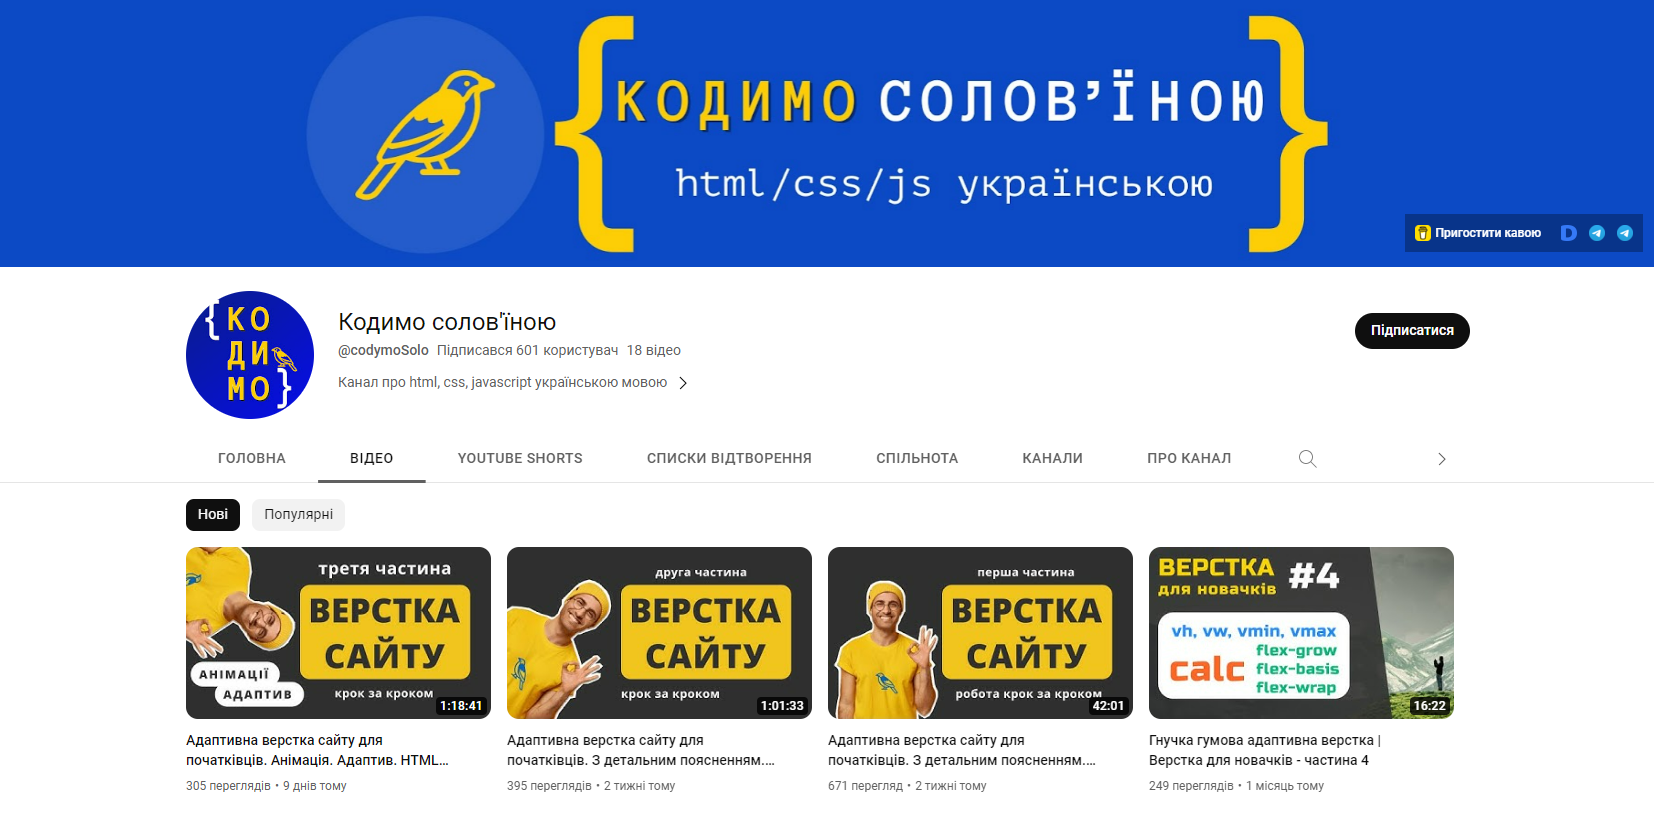 КОДИМО СОЛОВ’ЇНОЮ
html/css/js українською
Пригостити кавою
{КО
ДИ
МО}
Кодимо солов'їною
@codymoSolo Підписався 601 користувач 18 відео
Канал про html, css, javascript українською мовою
Підписатися
ГОЛОВНА ВІДЕО YOUTUBE SHORTS СПИСКИ ВІДТВОРЕННЯ СПІЛЬНОТА КАНАЛИ ПРО КАНАЛ
Нові Популярні
третя частина
ВЕРСТКА
САЙТУ
АНІМАЦІЇ
АДАПТИВ
крок за кроком
1:18:41
друга частина
ВЕРСТКА
САЙТУ
крок за кроком
1:01:33
перша частина
ВЕРСТКА
САЙТУ
робота крок за кроком
42:01
ВЕРСТКА
для новачків
#4
vh, vw, vmin, vmax
calc
flex-grow
flex-basis
flex-wrap
16:22
Адаптивна верстка сайту для
початківців. Анімація. Адаптив. HTML...
305 переглядів • 9 днів тому
Адаптивна верстка сайту для
початківців. З детальним поясненням....
395 переглядів • 2 тижні тому
Адаптивна верстка сайту для
початківців. З детальним поясненням....
671 перегляд • 2 тижні тому
Гнучка гумова адаптивна верстка |
Верстка для новачків - частина 4
249 переглядів • 1 місяць тому